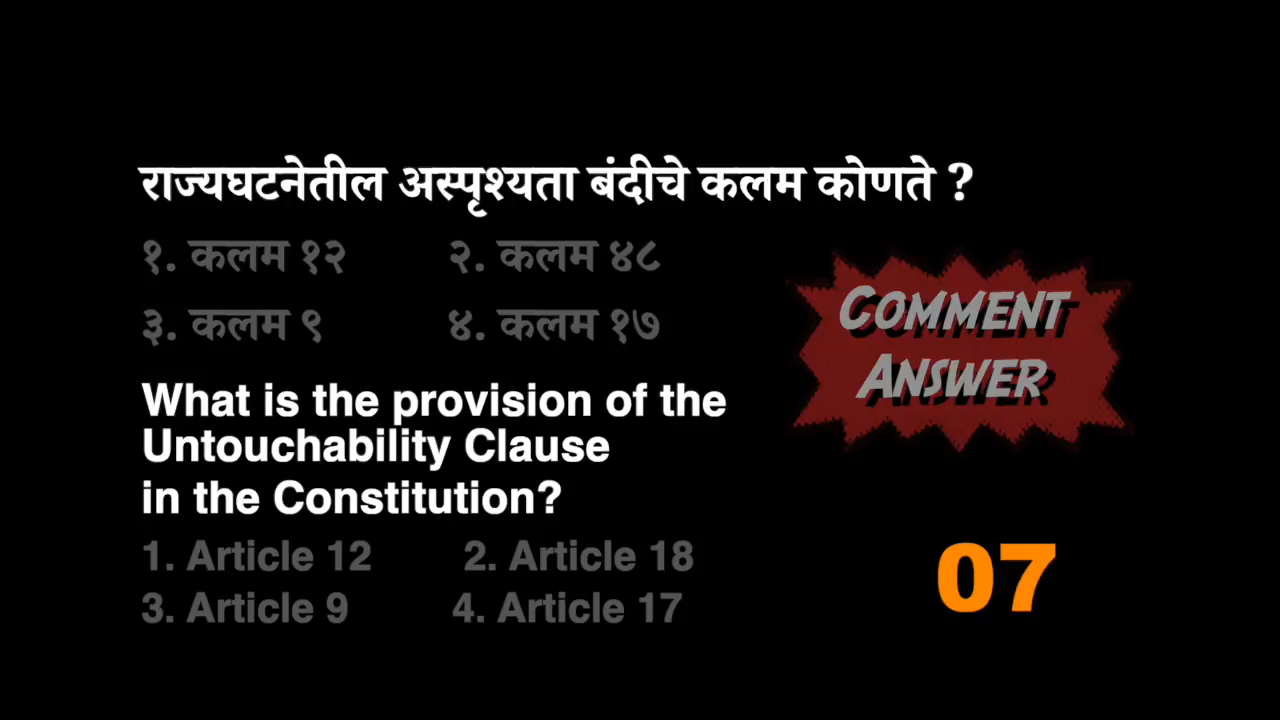 राज्यघटनेतील अस्पृश्यता बंदीचे कलम कोणते ?
१. कलम १२ २. कलम ४८
३. कलम ९ ४. कलम १७
COMMENT
ANSWER
What is the provision of the
Untouchability Clause
in the Constitution?
1. Article 12 2. Article 18
3. Article 9 4. Article 17
07